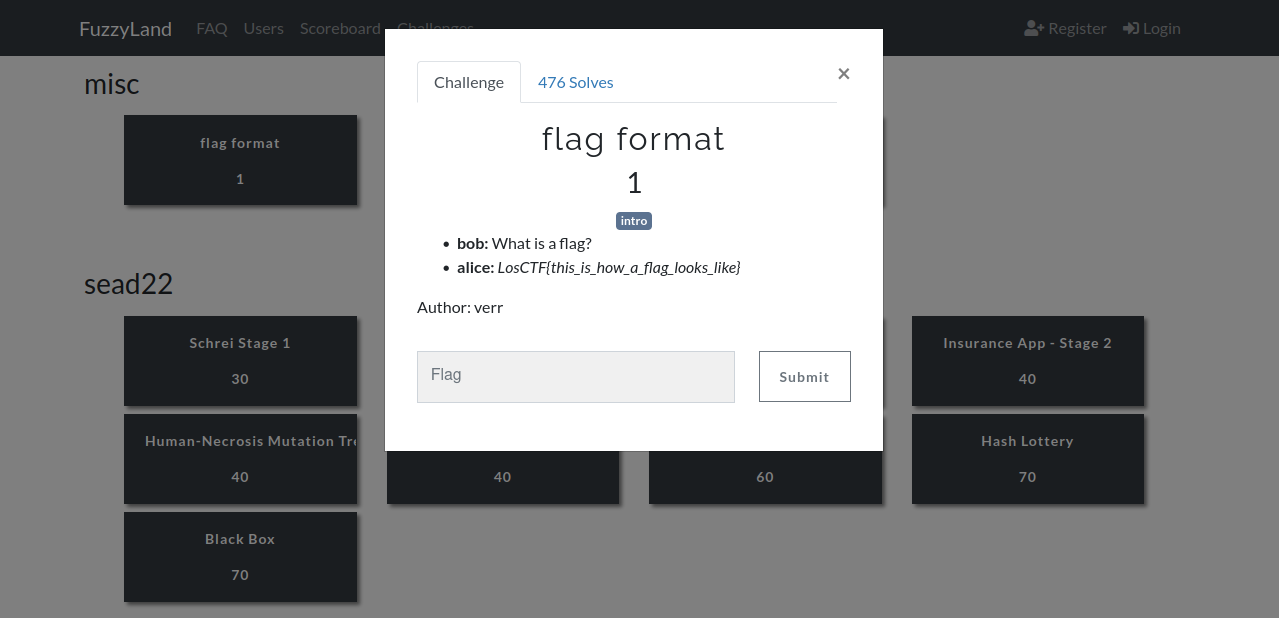 FuzzyLand FAQ Users Scoreboard Challenges Register Login
misc
flag format
1
Challenge 476 Solves ×
flag format
1
intro
• bob: What is a flag?
• alice: LosCTF{this_is_how_a_flag_looks_like}
Author: verr
Flag Submit
sead22
Schrei Stage 1
30
Insurance App - Stage 2
40
Human-Necrosis Mutation Tre
40
40
60
Hash Lottery
70
Black Box
70